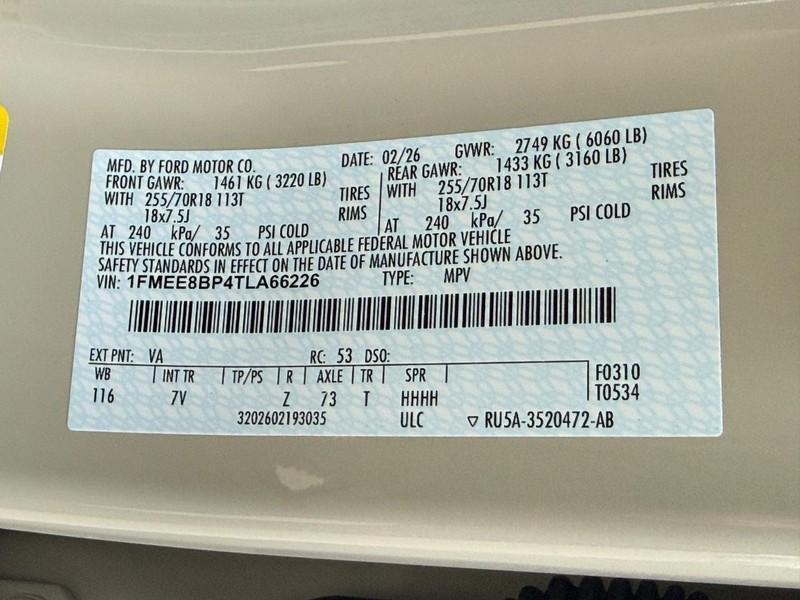 MFD. BY FORD MOTOR CO. DATE: 02/26 GVWR: 2749 KG ( 6060 LB)
FRONT GAWR: 1461 KG ( 3220 LB) REAR GAWR: 1433 KG ( 3160 LB)
WITH 255/70R18 113T TIRES WITH 255/70R18 113T TIRES
18x7.5J RIMS 18x7.5J RIMS
AT 240 kPa/ 35 PSI COLD AT 240 kPa/ 35 PSI COLD
THIS VEHICLE CONFORMS TO ALL APPLICABLE FEDERAL MOTOR VEHICLE
SAFETY STANDARDS IN EFFECT ON THE DATE OF MANUFACTURE SHOWN ABOVE.
VIN: 1FMEE8BP4TLA66226 TYPE: MPV
EXT PNT: VA RC: 53 DSO:
WB INT TR TP/PS R AXLE TR SPR F0310
116 7V Z 73 T HHHH T0534
3202602193035 ULC ▽ RU5A-3520472-AB